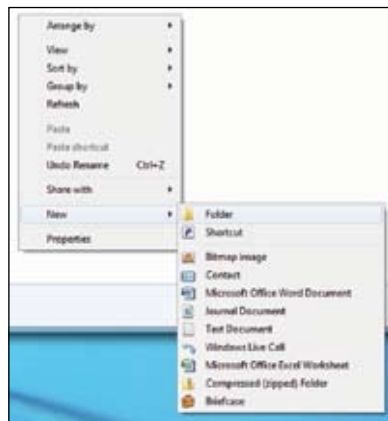 Arrange by
View
Sort by
Group by
Refresh
Paste
Paste shortcut
Undo Rename Ctrl+Z
Share with
New
Properties
Folder
Shortcut
Bitmap image
Contact
Microsoft Office Word Document
Journal Document
Text Document
Windows Live Call
Microsoft Office Excel Worksheet
Compressed (zipped) Folder
Briefcase